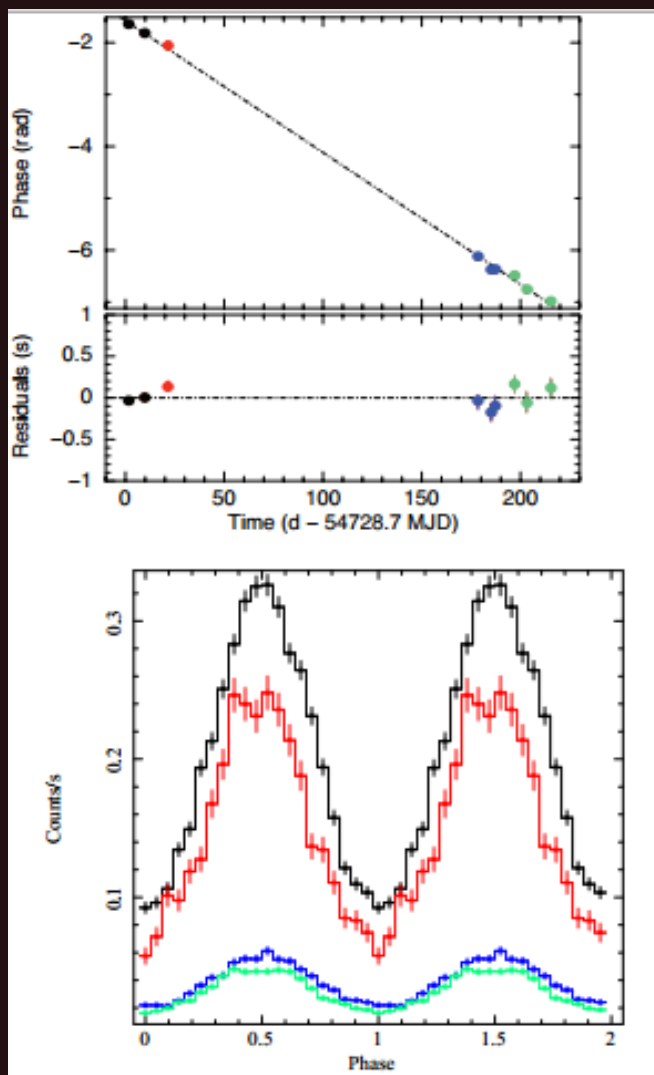 Phase (rad)
−2
−4
−6
Residuals (s)
1
0.5
0
−0.5
−1
0 50 100 150 200
Time (d − 54728.7 MJD)
Counts/s
0.3
0.2
0.1
0 0.5 1 1.5 2
Phase